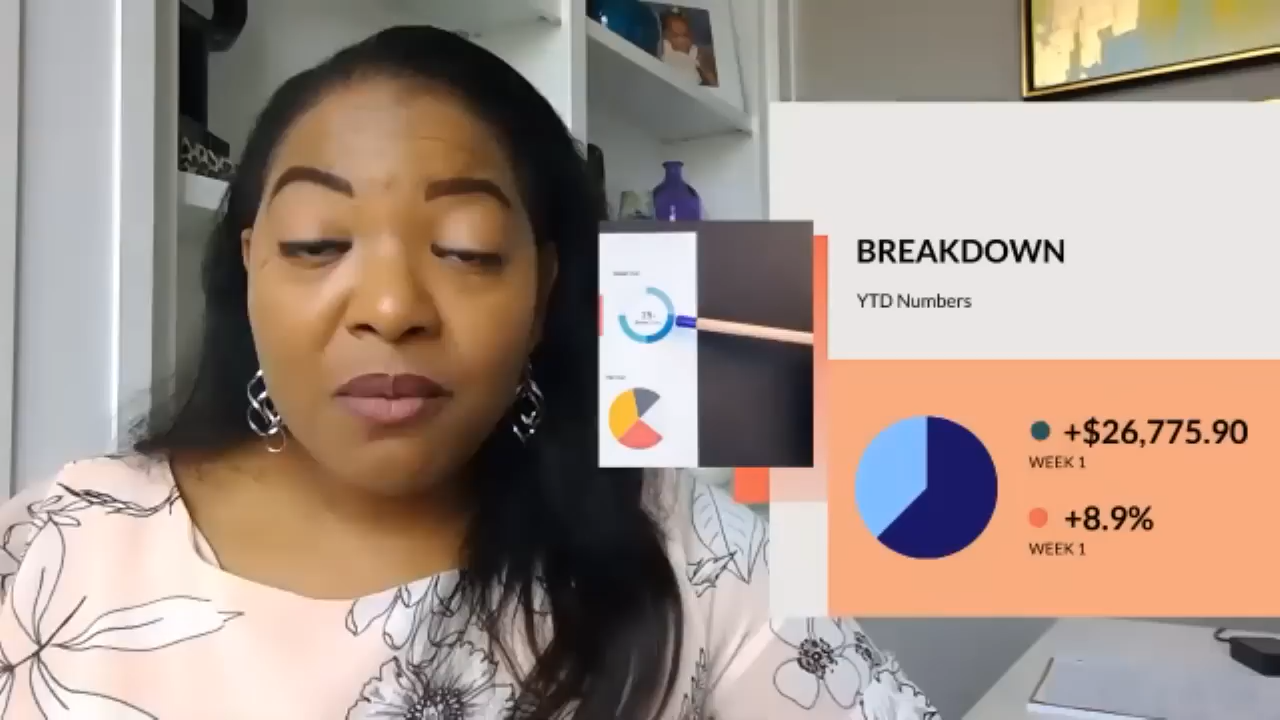 BREAKDOWN
YTD Numbers
+$26,775.90
WEEK 1
+8.9%
WEEK 1